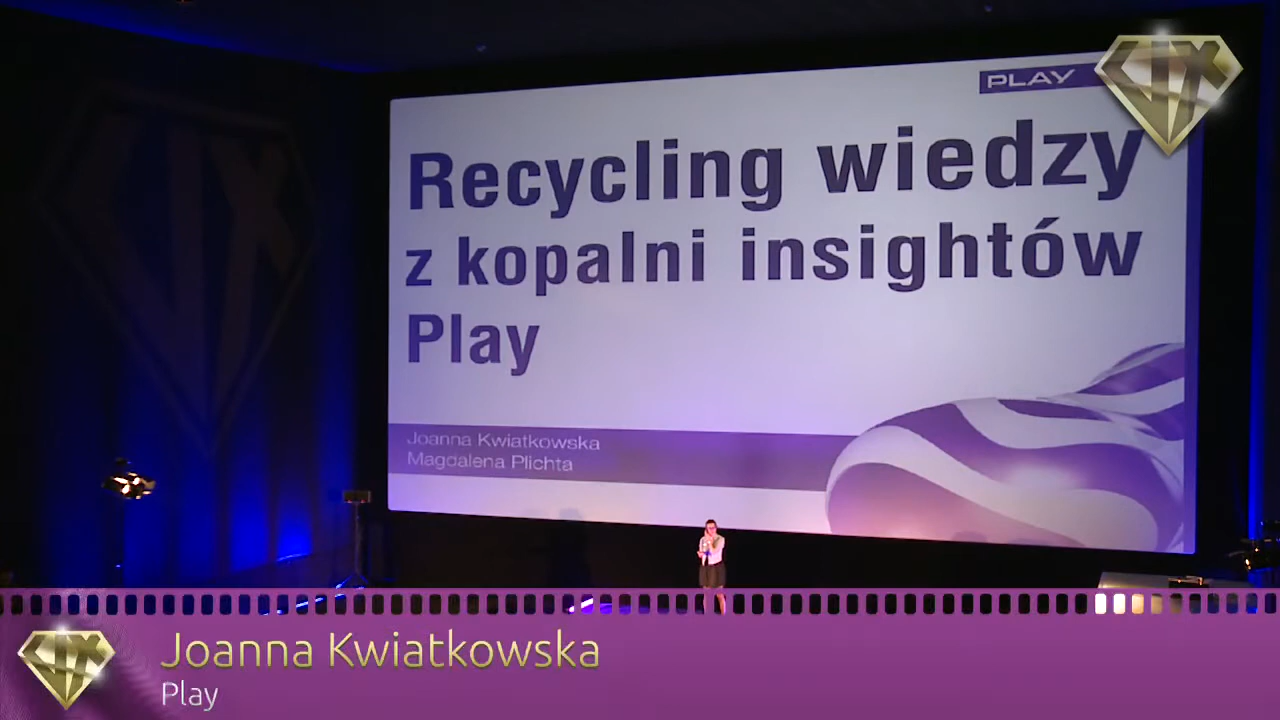 PLAY
Recycling wiedzy
z kopalni insightów
Play
Joanna Kwiatkowska
Magdalena Plichta
Joanna Kwiatkowska
Play